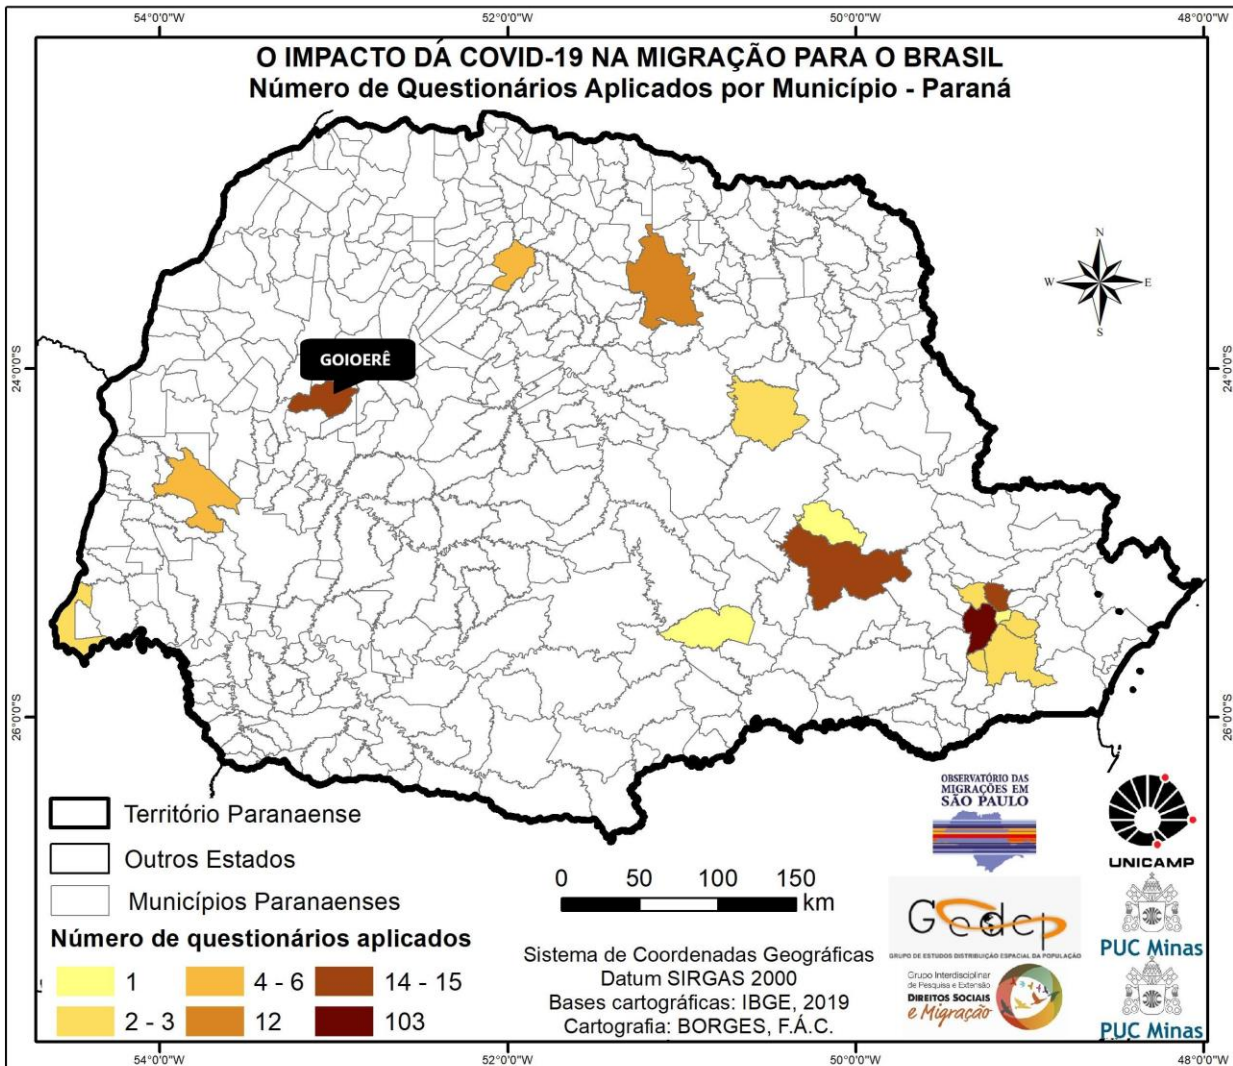 54°0'0"W 52°0'0"W 50°0'0"W 48°0'0"W
O IMPACTO DÁ COVID-19 NA MIGRAÇÃO PARA O BRASIL
Número de Questionários Aplicados por Município - Paraná
N
W E
S
24°0'0"S 24°0'0"S
GOIOERÊ
26°0'0"S 26°0'0"S
Território Paranaense
Outros Estados
Municípios Paranaenses
Número de questionários aplicados
1 4 - 6 14 - 15
2 - 3 12 103
0 50 100 150
km
Sistema de Coordenadas Geográficas
Datum SIRGAS 2000
Bases cartográficas: IBGE, 2019
Cartografia: BORGES, F.Á.C.
OBSERVATÓRIO DAS
MIGRAÇÕES EM
SÃO PAULO
UNICAMP
Gedep
GRUPO DE ESTUDOS DISTRIBUIÇÃO ESPACIAL DA POPULAÇÃO
PUC Minas
Grupo Interdisciplinar
de Pesquisa e Extensão
DIREITOS SOCIAIS
e Migração
PUC Minas
54°0'0"W 52°0'0"W 50°0'0"W 48°0'0"W